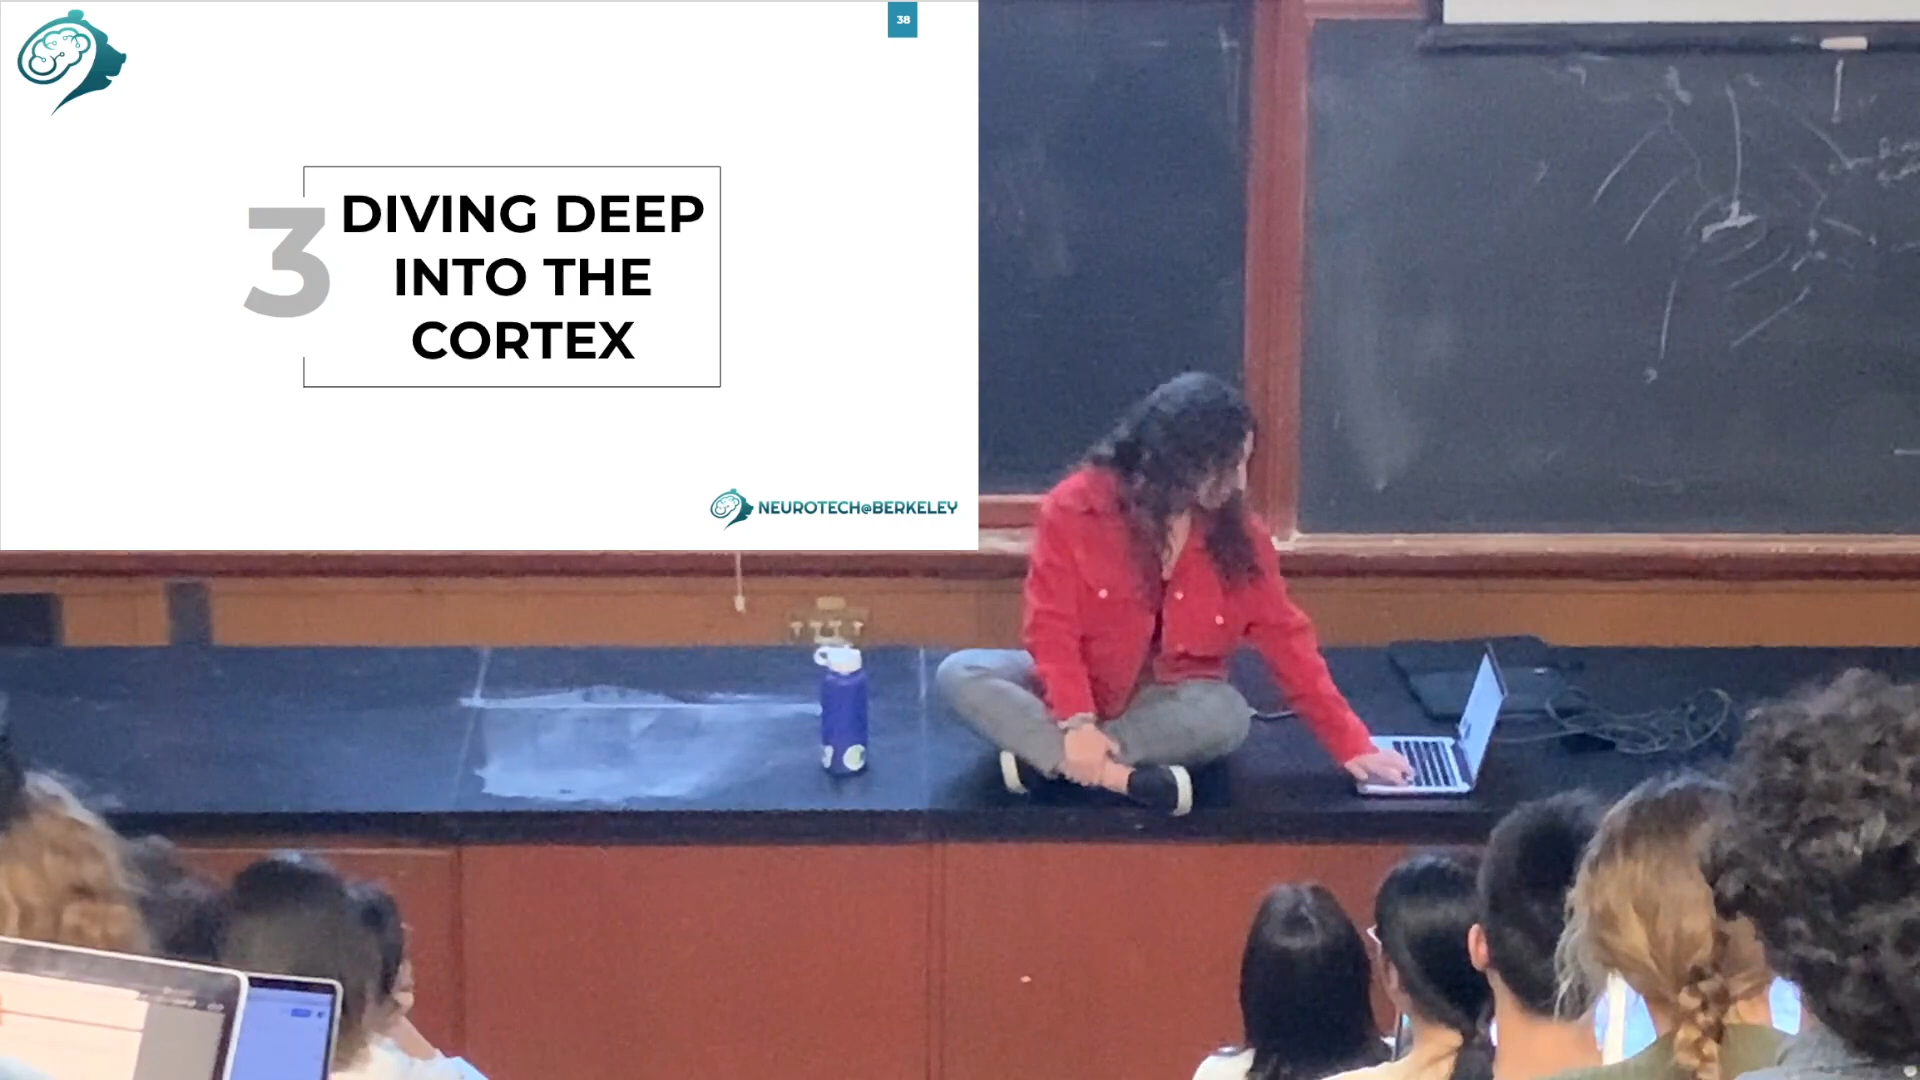 38
3
DIVING DEEP
INTO THE
CORTEX
NEUROTECH@BERKELEY